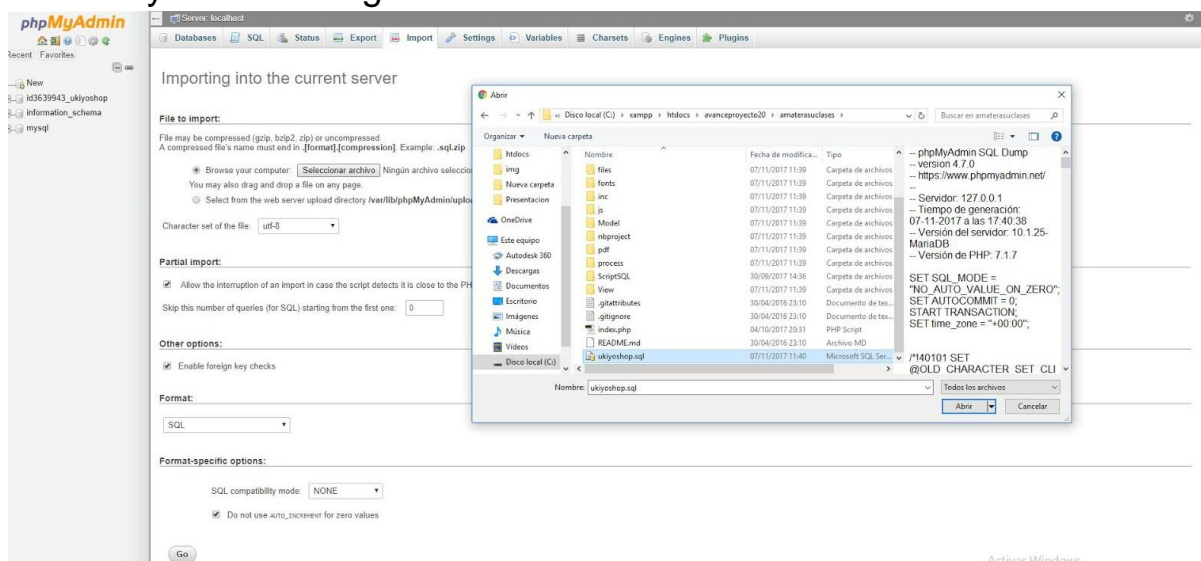 phpMyAdmin
Recent Favorites
New
id3639943_ukiyoshop
information_schema
mysql
Server: localhost
Databases SQL Status Export Import Settings Variables Charsets Engines Plugins
Importing into the current server
File to import:
File may be compressed (gzip, bzip2, zip) or uncompressed.
A compressed file's name must end in .[format].[compression]. Example: .sql.zip
Browse your computer: Seleccionar archivo Ningún archivo seleccio
You may also drag and drop a file on any page.
Select from the web server upload directory /var/lib/phpMyAdmin/uplo
Character set of the file: utf-8
Partial import:
Allow the interruption of an import in case the script detects it is close to the PH
Skip this number of queries (for SQL) starting from the first one: 0
Other options:
Enable foreign key checks
Format:
SQL
Format-specific options:
SQL compatibility mode: NONE
Do not use AUTO_INCREMENT for zero values
Go
Abrir
« Disco local (C:) › xampp › htdocs › avanceproyecto20 › amaterasuclases ›
Buscar en amaterasuclases
Organizar Nueva carpeta
htdocs
img
Nueva carpeta
Presentacion
OneDrive
Este equipo
Autodesk 360
Descargas
Documentos
Escritorio
Imágenes
Música
Vídeos
Disco local (C:)
Nombre Fecha de modifica... Tipo
files 07/11/2017 11:39 Carpeta de archivos
fonts 07/11/2017 11:39 Carpeta de archivos
inc 07/11/2017 11:39 Carpeta de archivos
js 07/11/2017 11:39 Carpeta de archivos
Model 07/11/2017 11:39 Carpeta de archivos
nbproject 07/11/2017 11:39 Carpeta de archivos
pdf 07/11/2017 11:39 Carpeta de archivos
process 07/11/2017 11:39 Carpeta de archivos
ScriptSQL 30/09/2017 14:36 Carpeta de archivos
View 07/11/2017 11:39 Carpeta de archivos
.gitattributes 30/04/2016 23:10 Documento de tex...
.gitignore 30/04/2016 23:10 Documento de tex...
index.php 04/10/2017 20:31 PHP Script
README.md 30/04/2016 23:10 Archivo MD
ukiyoshop.sql 07/11/2017 11:40 Microsoft SQL Ser...
-- phpMyAdmin SQL Dump
-- version 4.7.0
-- https://www.phpmyadmin.net/
--
-- Servidor: 127.0.0.1
-- Tiempo de generación:
07-11-2017 a las 17:40:38
-- Versión del servidor: 10.1.25-
MariaDB
-- Versión de PHP: 7.1.7
SET SQL_MODE =
"NO_AUTO_VALUE_ON_ZERO";
SET AUTOCOMMIT = 0;
START TRANSACTION;
SET time_zone = "+00:00";
/*!40101 SET
@OLD_CHARACTER_SET_CLI
Nombre: ukiyoshop.sql Todos los archivos
Abrir Cancelar
Activar Windows